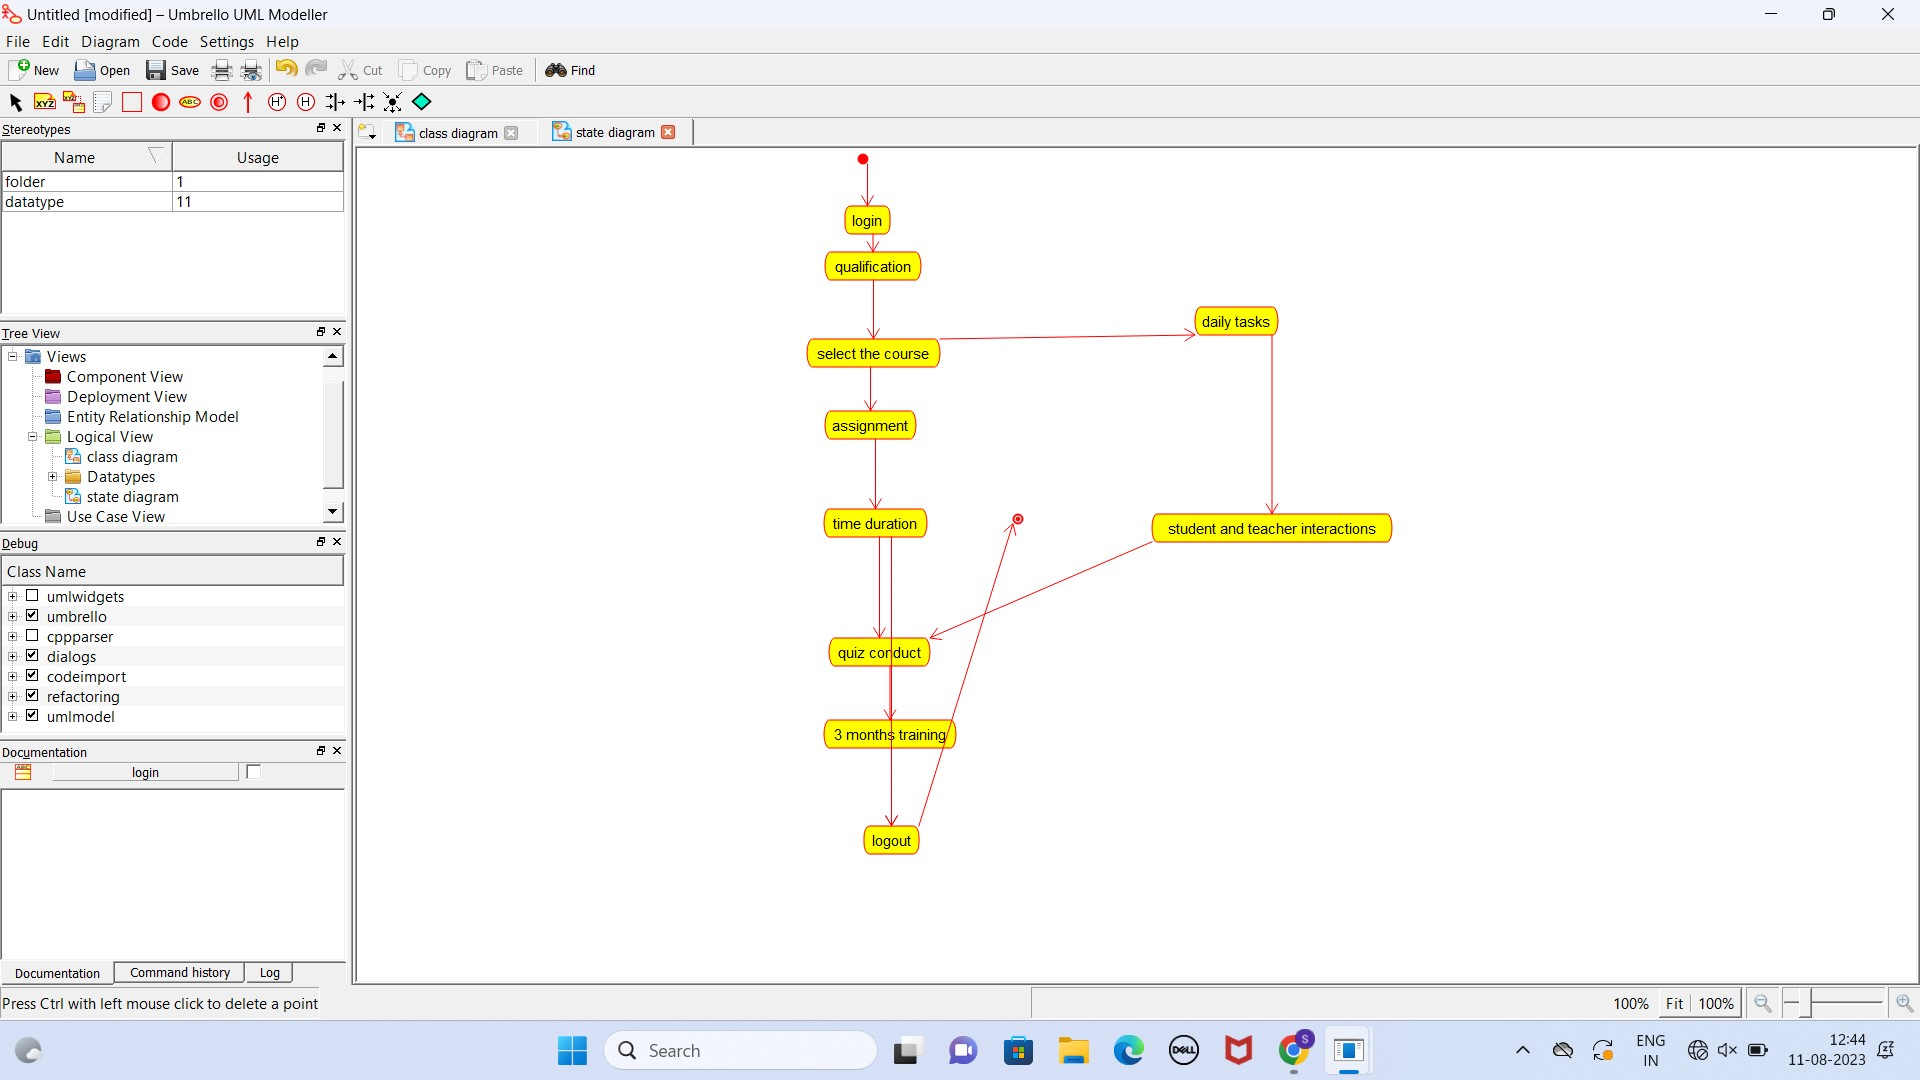 Untitled [modified] – Umbrello UML Modeller
File Edit Diagram Code Settings Help
New Open Save Cut Copy Paste Find
XYZ XYZ ABC H* H
Stereotypes
Name Usage
folder 1
datatype 11
Tree View
Views
Component View
Deployment View
Entity Relationship Model
Logical View
class diagram
Datatypes
state diagram
Use Case View
Debug
Class Name
umlwidgets
umbrello
cppparser
dialogs
codeimport
refactoring
umlmodel
Documentation
ABC login
Documentation Command history Log
Press Ctrl with left mouse click to delete a point
class diagram state diagram
login
qualification
daily tasks
select the course
assignment
time duration
student and teacher interactions
quiz conduct
3 months training
logout
100% Fit 100%
Search
DELL
S
ENG
IN
12:44
11-08-2023